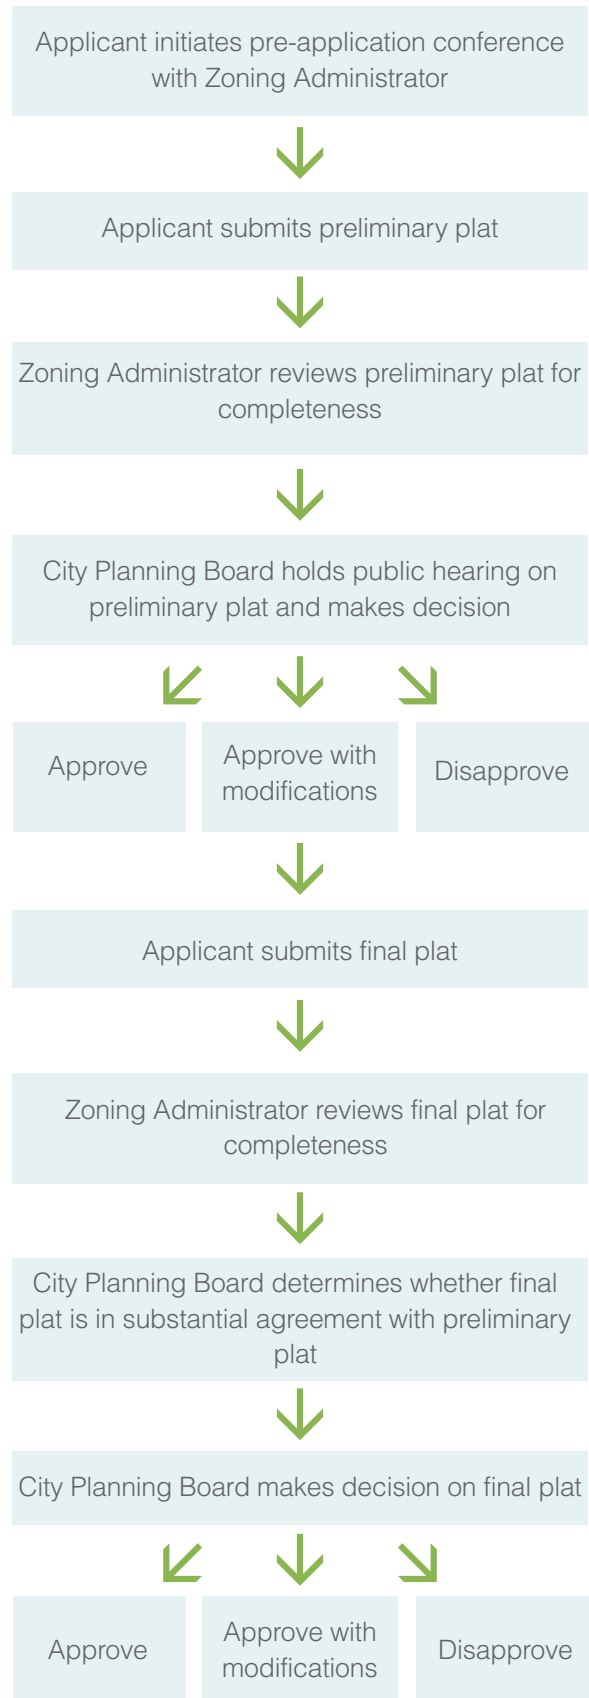 Applicant initiates pre-application conference
with Zoning Administrator
Applicant submits preliminary plat
Zoning Administrator reviews preliminary plat for
completeness
City Planning Board holds public hearing on
preliminary plat and makes decision
Approve
Approve with
modifications
Disapprove
Applicant submits final plat
Zoning Administrator reviews final plat for
completeness
City Planning Board determines whether final
plat is in substantial agreement with preliminary
plat
City Planning Board makes decision on final plat
Approve
Approve with
modifications
Disapprove